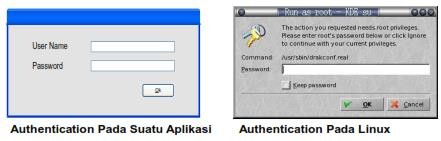 User Name
Password
Ok
Authentication Pada Suatu Aplikasi
Run as root - KDE su
The action you requested needs root privileges.
Please enter root's password below or click Ignore
to continue with your current privileges.
Command: /usr/sbin/drakconf.real
Password:
Keep password
OK Cancel
Authentication Pada Linux